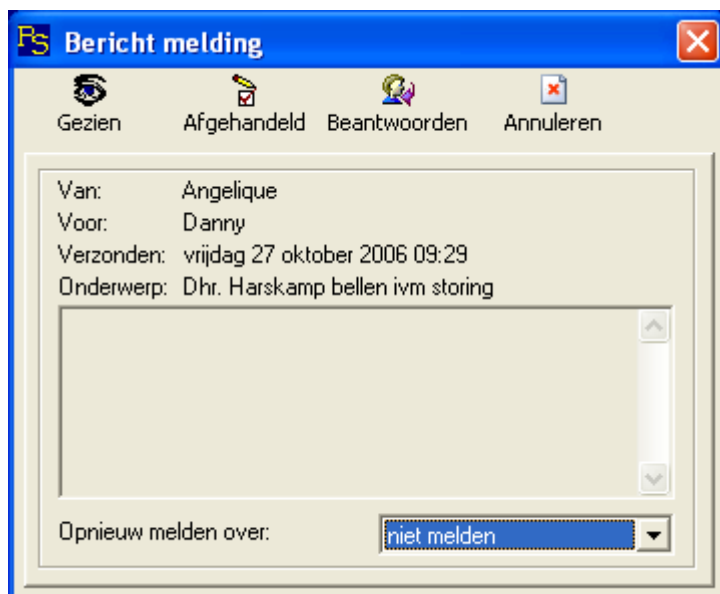 PS Bericht melding
Gezien Afgehandeld Beantwoorden Annuleren
Van: Angelique
Voor: Danny
Verzonden: vrijdag 27 oktober 2006 09:29
Onderwerp: Dhr. Harskamp bellen ivm storing
Opnieuw melden over: niet melden